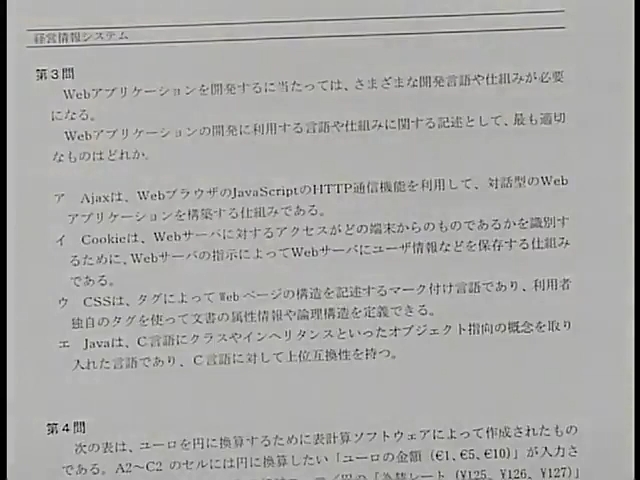 経営情報システム
第3問
Webアプリケーションを開発するに当たっては、さまざまな開発言語や仕組みが必要
になる。
Webアプリケーションの開発に利用する言語や仕組みに関する記述として、最も適切
なものはどれか。
ア Ajaxは、WebブラウザのJavaScriptのHTTP通信機能を利用して、対話型のWeb
アプリケーションを構築する仕組みである。
イ Cookieは、Webサーバに対するアクセスがどの端末からのものであるかを識別す
るために、Webサーバの指示によってWebサーバにユーザ情報などを保存する仕組み
である。
ウ CSSは、タグによってWebページの構造を記述するマーク付け言語であり、利用者
独自のタグを使って文書の属性情報や論理構造を定義できる。
エ Javaは、C言語にクラスやインヘリタンスといったオブジェクト指向の概念を取り
入れた言語であり、C言語に対して上位互換性を持つ。
第4問
次の表は、ユーロを円に換算するために表計算ソフトウェアによって作成されたもの
である。A2～C2 のセルには円に換算したい「ユーロの金額（€1、€5、€10）」が入力さ
「為替レート（¥125、¥126、¥127）」